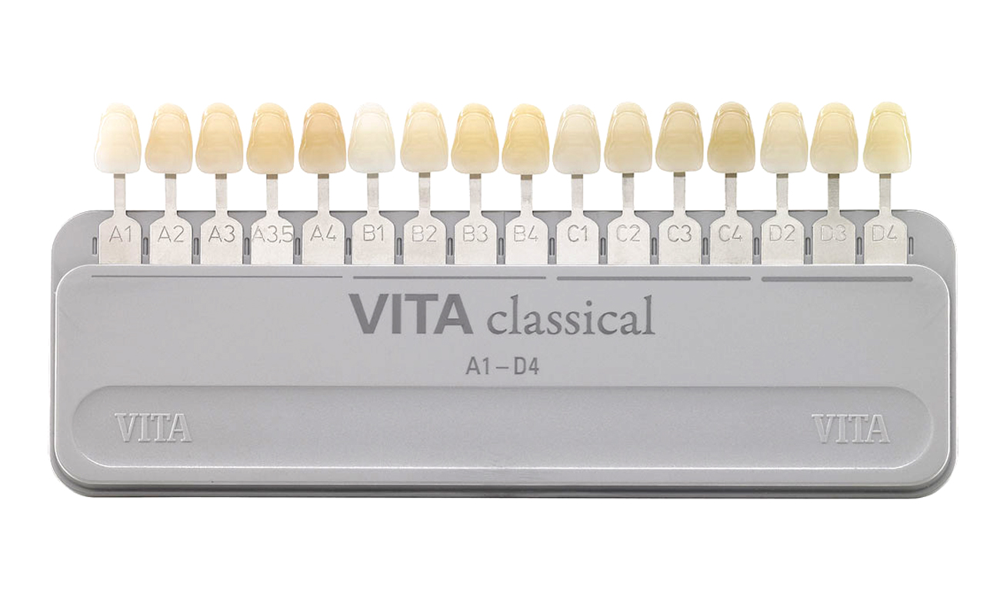 A1 A2 A3 A3,5 A4 B1 B2 B3 B4 C1 C2 C3 C4 D2 D3 D4
VITA classical
A1–D4
VITA VITA